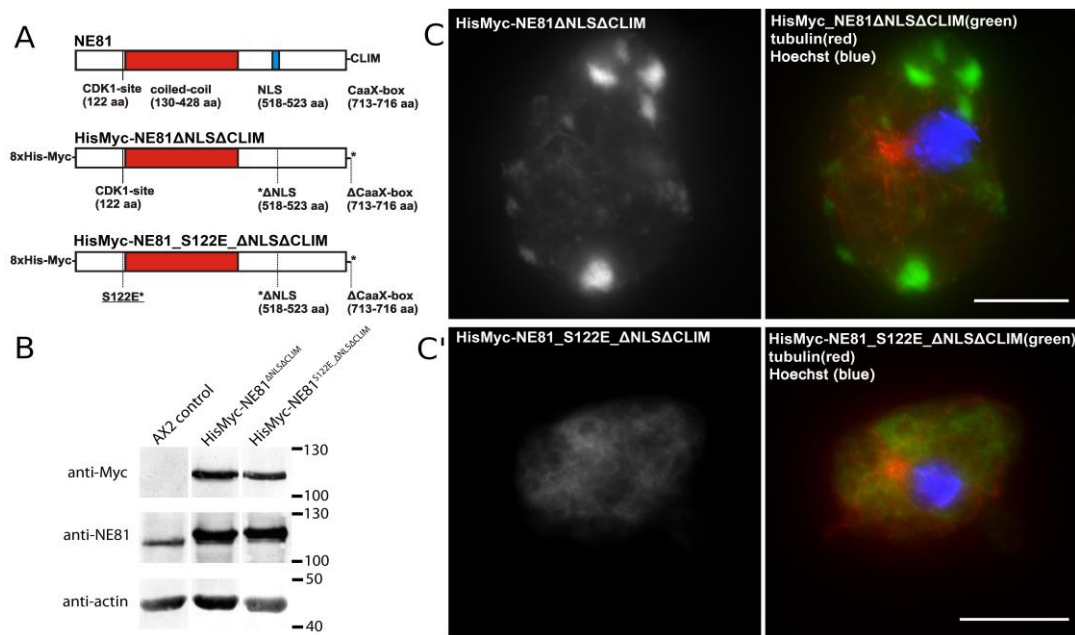 A
NE81
CLIM
CDK1-site coiled-coil NLS CaaX-box
(122 aa) (130-428 aa) (518-523 aa) (713-716 aa)
HisMyc-NE81ΔNLSΔCLIM
8xHis-Myc- *
CDK1-site *ΔNLS ΔCaaX-box
(122 aa) (518-523 aa) (713-716 aa)
HisMyc-NE81_S122E_ΔNLSΔCLIM
8xHis-Myc- *
S122E* *ΔNLS ΔCaaX-box
(518-523 aa) (713-716 aa)
B
AX2 control
HisMyc-NE81ΔNLSΔCLIM
HisMyc-NE81S122E_ΔNLSΔCLIM
anti-Myc
130
100
anti-NE81
130
100
anti-actin
50
40
C
HisMyc-NE81ΔNLSΔCLIM
HisMyc_NE81ΔNLSΔCLIM(green)
tubulin(red)
Hoechst (blue)
C'
HisMyc-NE81_S122E_ΔNLSΔCLIM
HisMyc-NE81_S122E_ΔNLSΔCLIM(green)
tubulin(red)
Hoechst (blue)